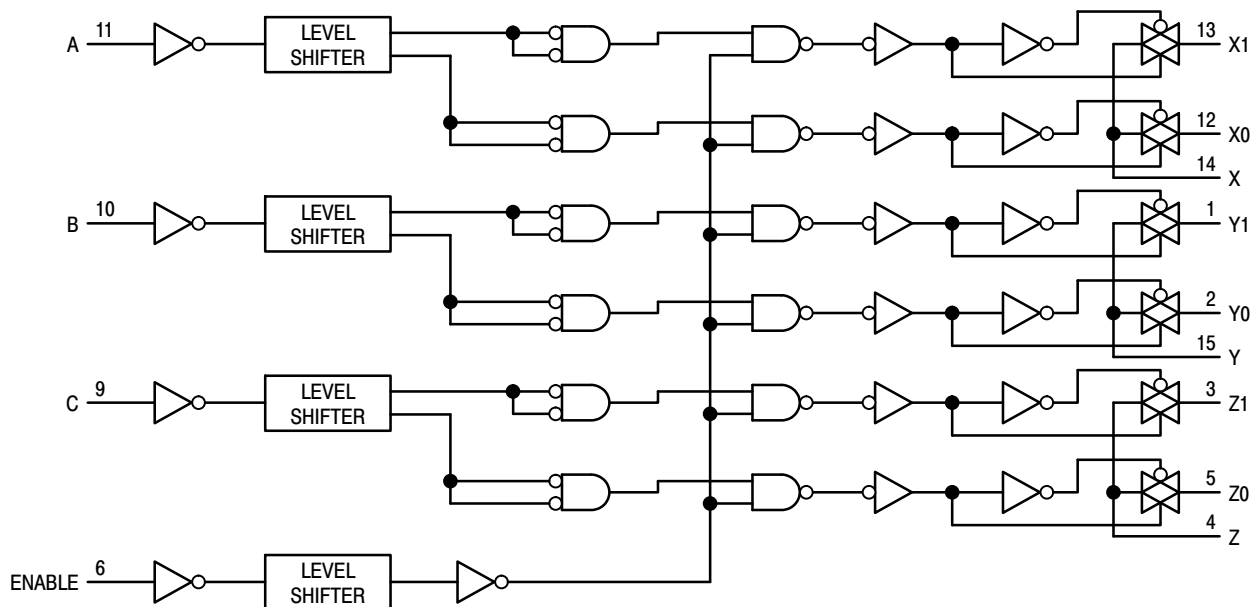 A 11 LEVEL SHIFTER 13 X1
12 X0
14 X
B 10 LEVEL SHIFTER 1 Y1
2 Y0
15 Y
C 9 LEVEL SHIFTER 3 Z1
5 Z0
4 Z
ENABLE 6 LEVEL SHIFTER